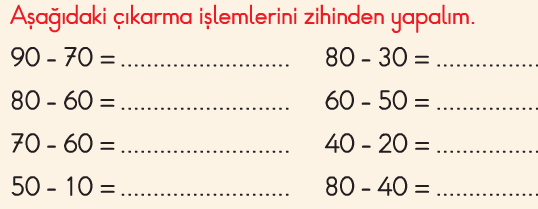 Aşağıdaki çıkarma işlemlerini zihinden yapalım.
90 - 70 = .......................... 80 - 30 = ................
80 - 60 = .......................... 60 - 50 = ................
70 - 60 = .......................... 40 - 20 = ................
50 - 10 = .......................... 80 - 40 = ................